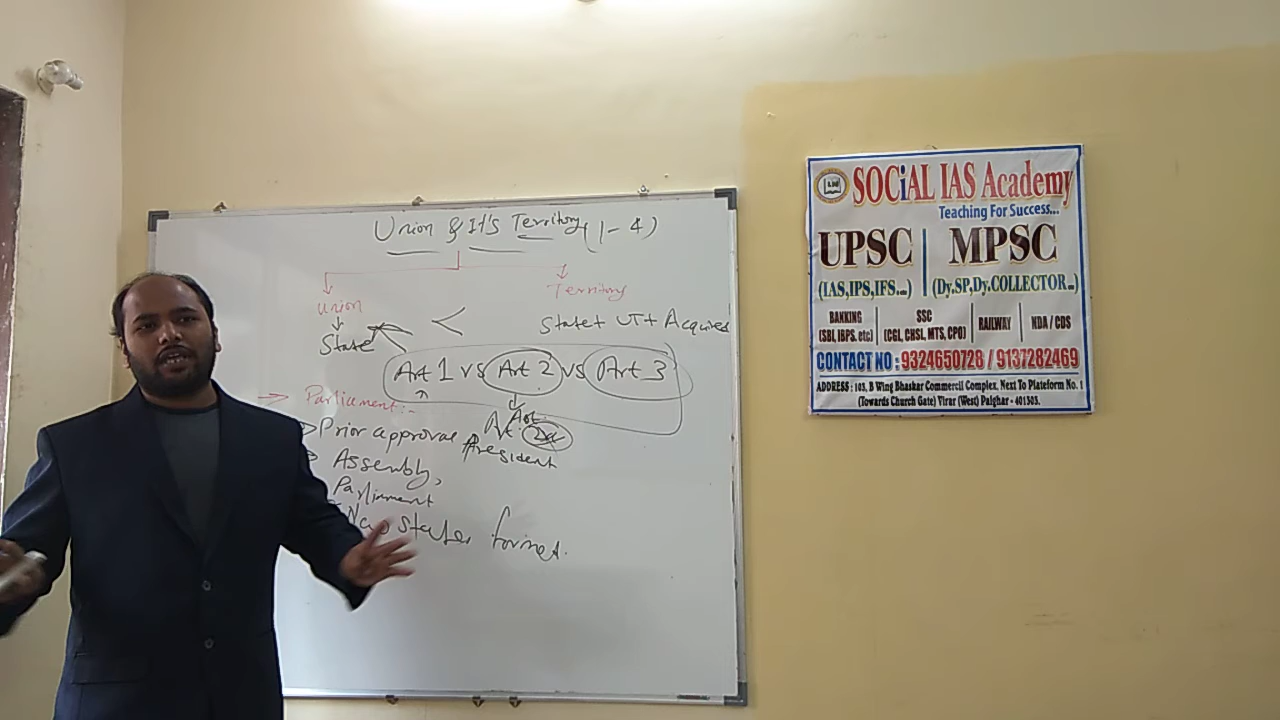 Union & It's Territory (1-4)
Union
Territory
State
State + UT + Acquired
Art 1 vs Art 2 vs Art 3
Parliament:-
Art
Prior approval
President
Assembly,
Parliament
New states formed.
SOCiAL IAS Academy
Teaching For Success...
UPSC | MPSC
(IAS,IPS,IFS...) (Dy.SP,Dy.COLLECTOR...)
BANKING
(SBI, IBPS. etc)
SSC
(CGL, CHSL, MTS, CPO)
RAILWAY
NDA / CDS
CONTACT NO : 9324650728 / 9137282469
ADDRESS : 103, B Wing Bhaskar Commercil Complex, Next To Plateform No. 1
(Towards Church Gate) Virar (West) Palghar - 401303.